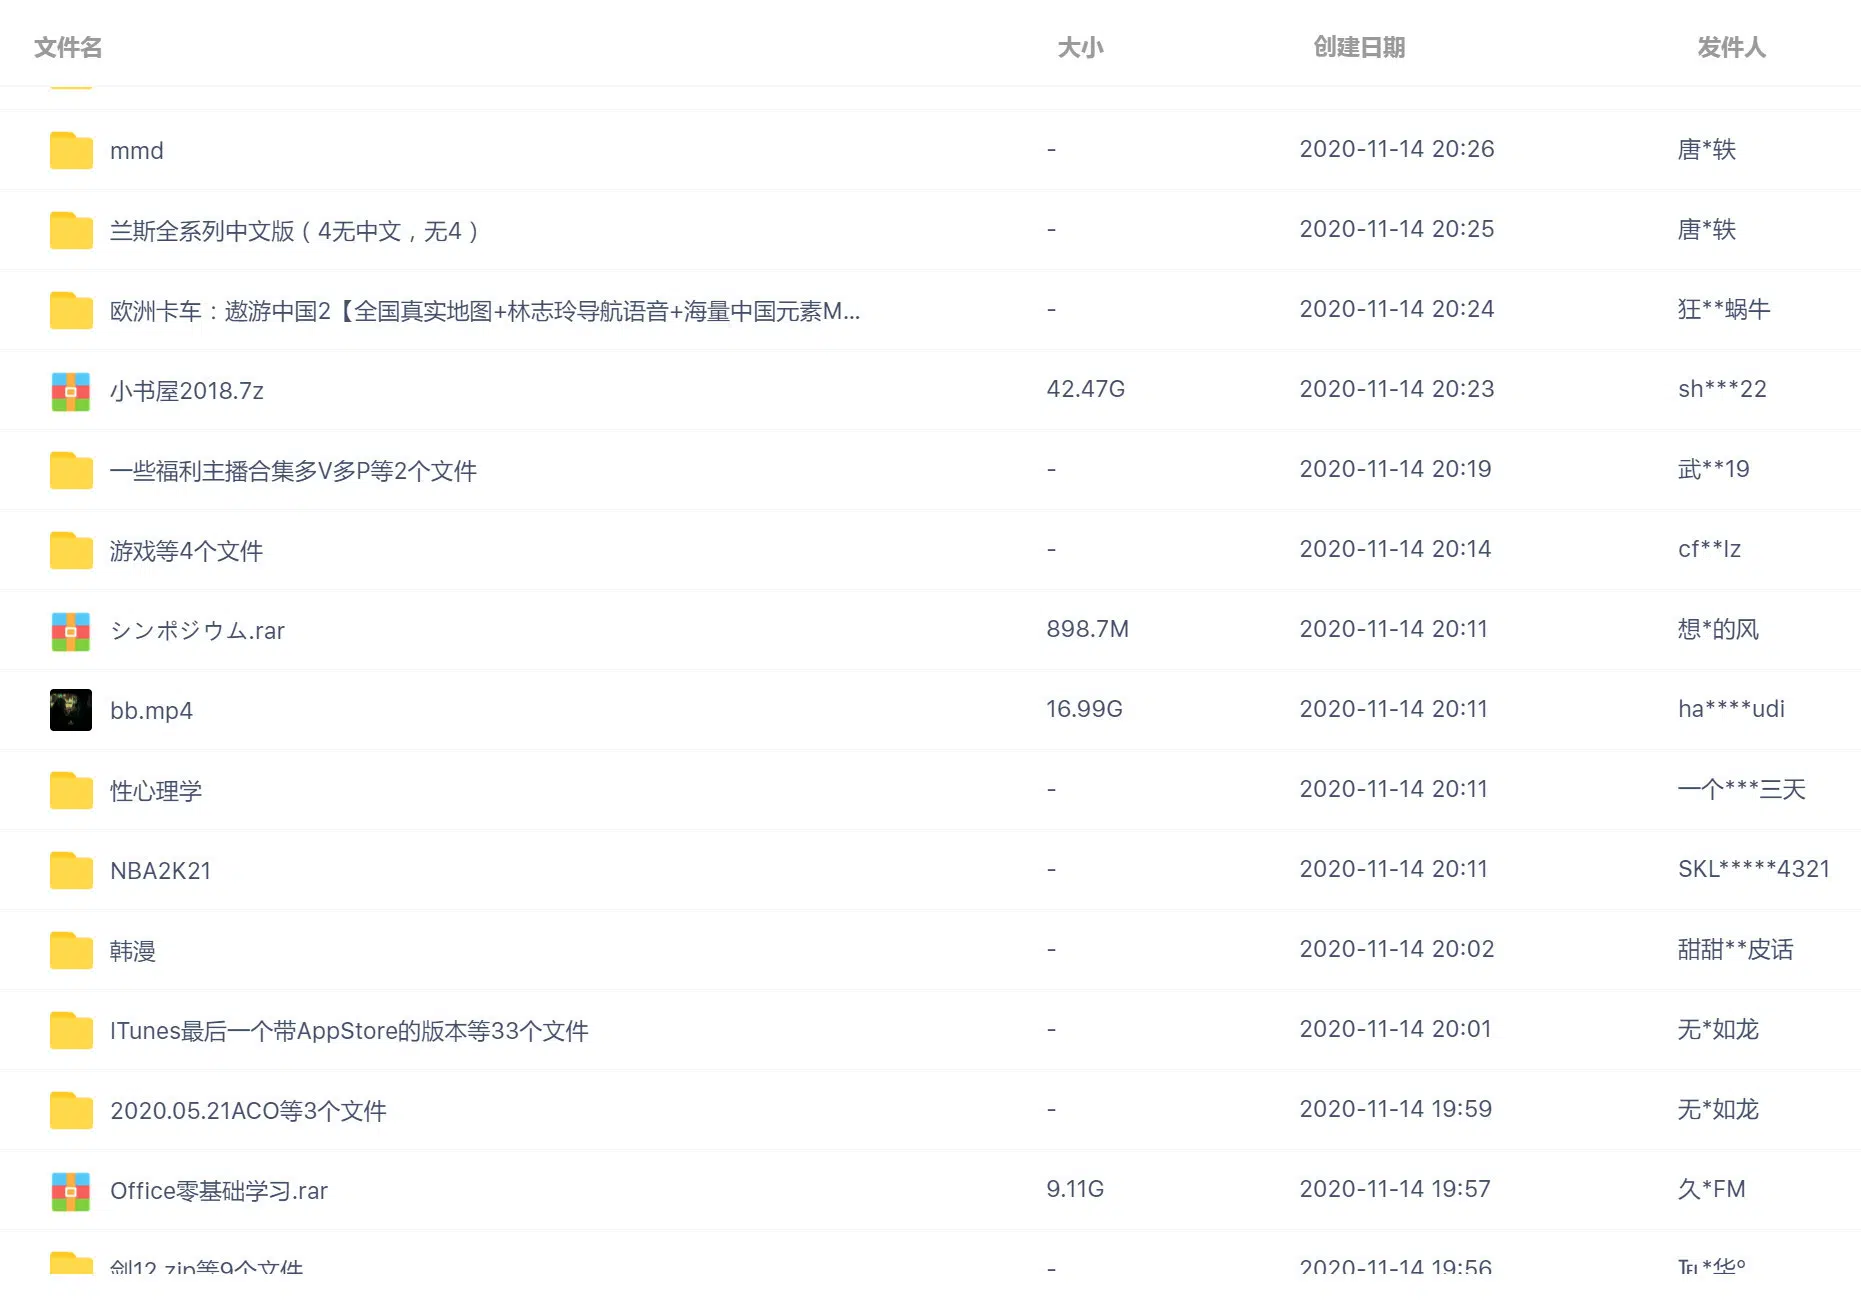 文件名 大小 创建日期 发件人
mmd - 2020-11-14 20:26 唐*轶
兰斯全系列中文版（4无中文，无4） - 2020-11-14 20:25 唐*轶
欧洲卡车：遨游中国2【全国真实地图+林志玲导航语音+海量中国元素M... - 2020-11-14 20:24 狂**蜗牛
小书屋2018.7z 42.47G 2020-11-14 20:23 sh***22
一些福利主播合集多V多P等2个文件 - 2020-11-14 20:19 武**19
游戏等4个文件 - 2020-11-14 20:14 cf**lz
シンポジウム.rar 898.7M 2020-11-14 20:11 想*的风
bb.mp4 16.99G 2020-11-14 20:11 ha****udi
性心理学 - 2020-11-14 20:11 一个***三天
NBA2K21 - 2020-11-14 20:11 SKL*****4321
韩漫 - 2020-11-14 20:02 甜甜**皮话
ITunes最后一个带AppStore的版本等33个文件 - 2020-11-14 20:01 无*如龙
2020.05.21ACO等3个文件 - 2020-11-14 19:59 无*如龙
Office零基础学习.rar 9.11G 2020-11-14 19:57 久*FM
剑12.zip等9个文件 - 2020-11-14 19:56 ℡*华º